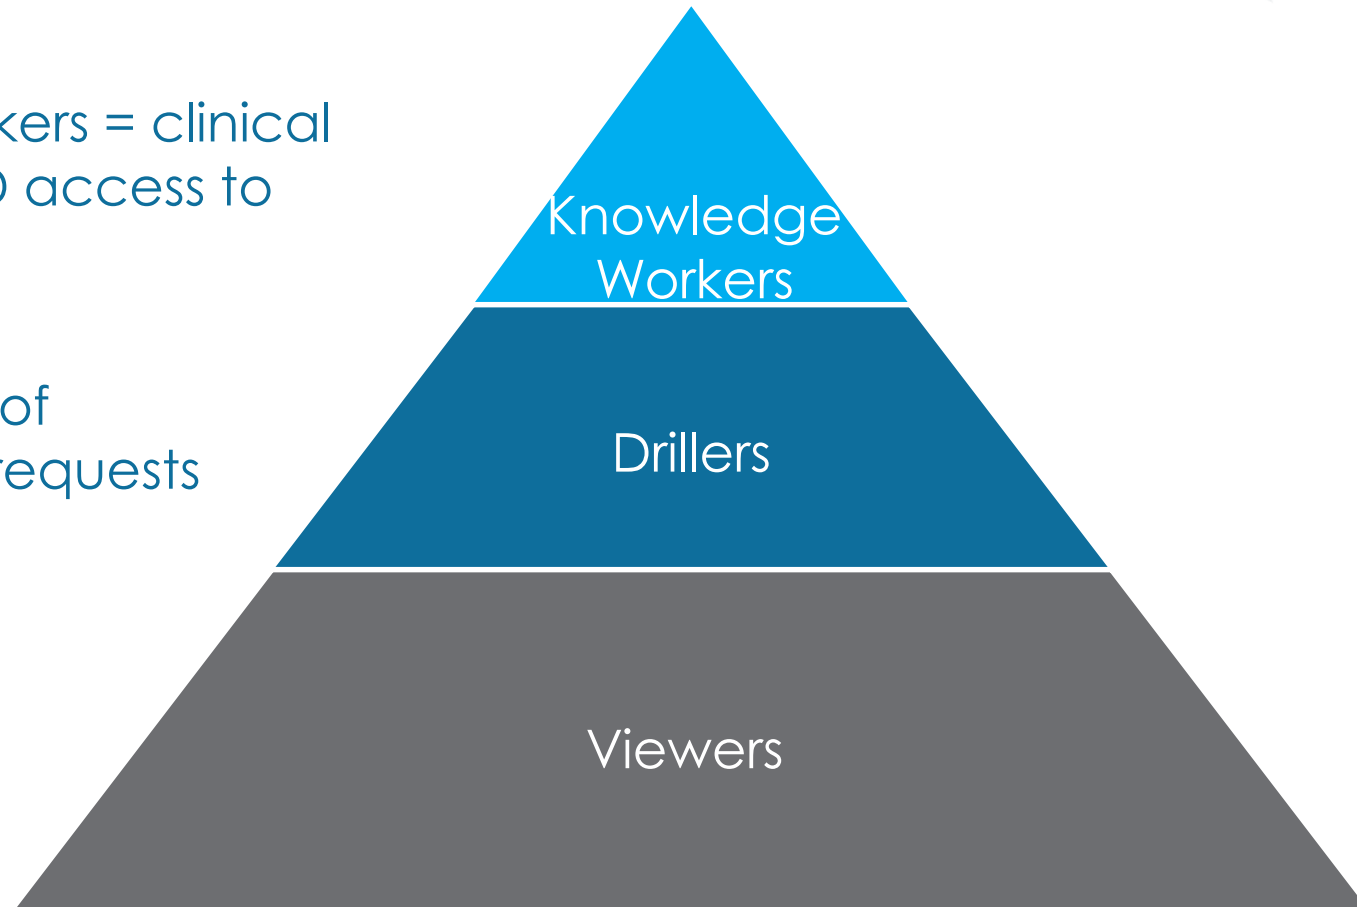 kers = clinical
access to
of
requests
Knowledge
Workers
Drillers
Viewers